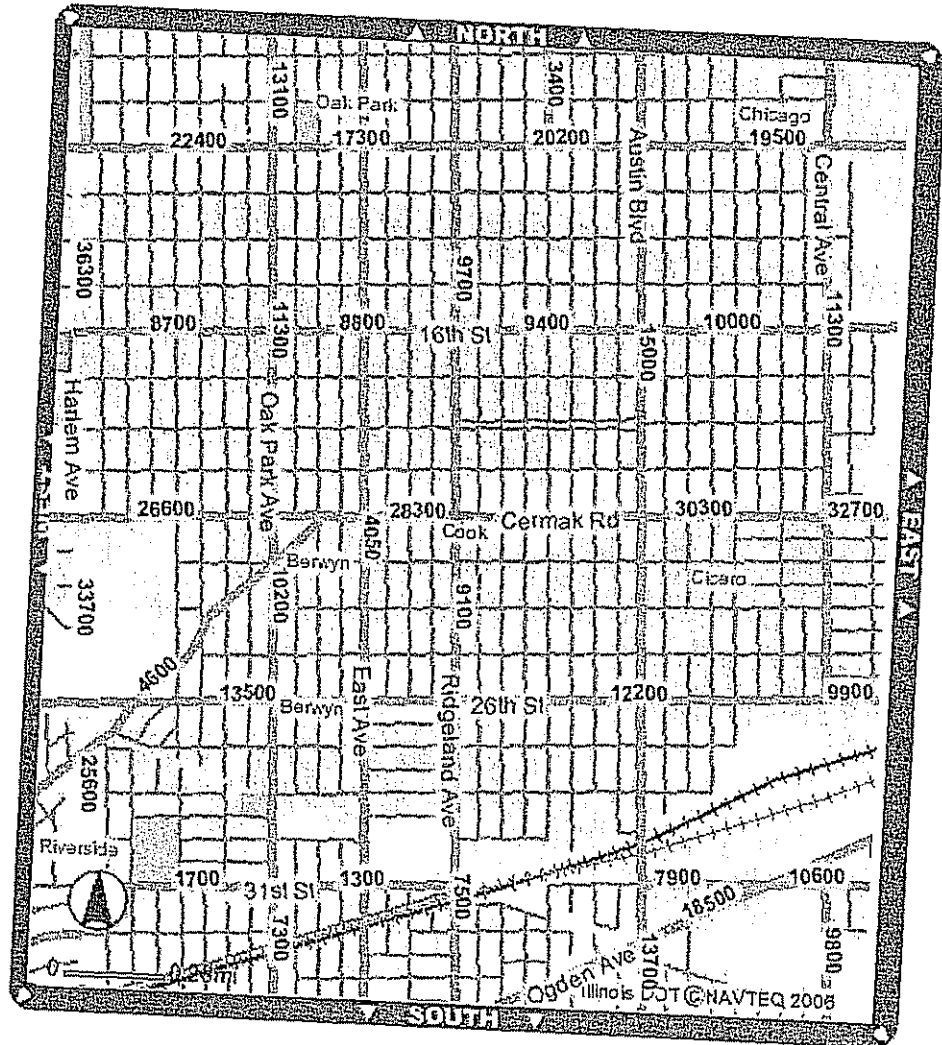 NORTH
13100
3400
Oak Park
Chicago
22400
17300
20200
19500
Austin Blvd
Central Ave
36300
9700
11300
11300
8700
8800
16th St
9400
10000
15000
Harlem Ave
Oak Park Ave
26600
28300
Cermak Rd
30300
32700
4050
Cook
EAST
Berwyn
Cicero
33700
10200
9100
4600
13500
Berwyn
East Ave
Ridgeland Ave
26th St
12200
9900
25600
Riverside
1700
31st St
1300
7500
7900
10600
18500
7300
13700
9800
Ogden Ave
Illinois DOT © NAVTEQ 2006
SOUTH